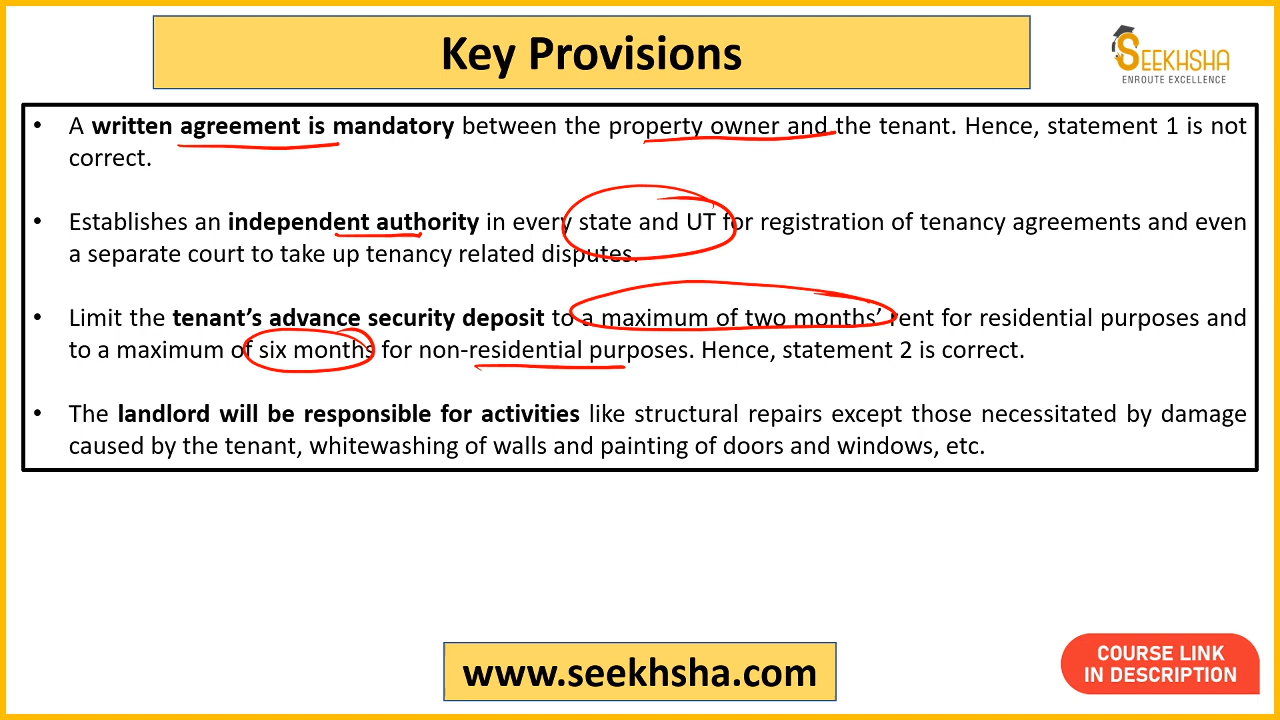 Key Provisions
SEEKHSHA
ENROUTE EXCELLENCE
• A written agreement is mandatory between the property owner and the tenant. Hence, statement 1 is not
correct.
• Establishes an independent authority in every state and UT for registration of tenancy agreements and even
a separate court to take up tenancy related disputes.
• Limit the tenant's advance security deposit to a maximum of two months' rent for residential purposes and
to a maximum of six months for non-residential purposes. Hence, statement 2 is correct.
• The landlord will be responsible for activities like structural repairs except those necessitated by damage
caused by the tenant, whitewashing of walls and painting of doors and windows, etc.
www.seekhsha.com
COURSE LINK
IN DESCRIPTION